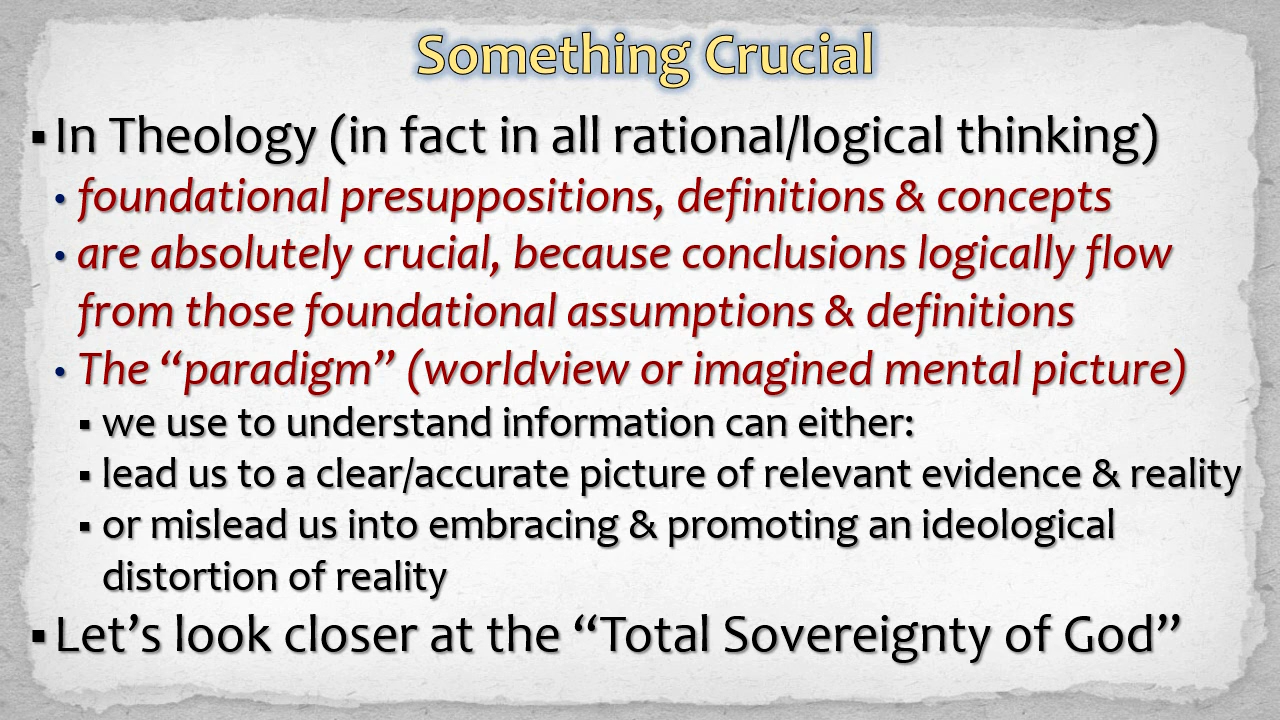 Something Crucial
▪ In Theology (in fact in all rational/logical thinking)
• foundational presuppositions, definitions & concepts
• are absolutely crucial, because conclusions logically flow
from those foundational assumptions & definitions
• The “paradigm” (worldview or imagined mental picture)
▪ we use to understand information can either:
▪ lead us to a clear/accurate picture of relevant evidence & reality
▪ or mislead us into embracing & promoting an ideological
distortion of reality
▪ Let’s look closer at the “Total Sovereignty of God”